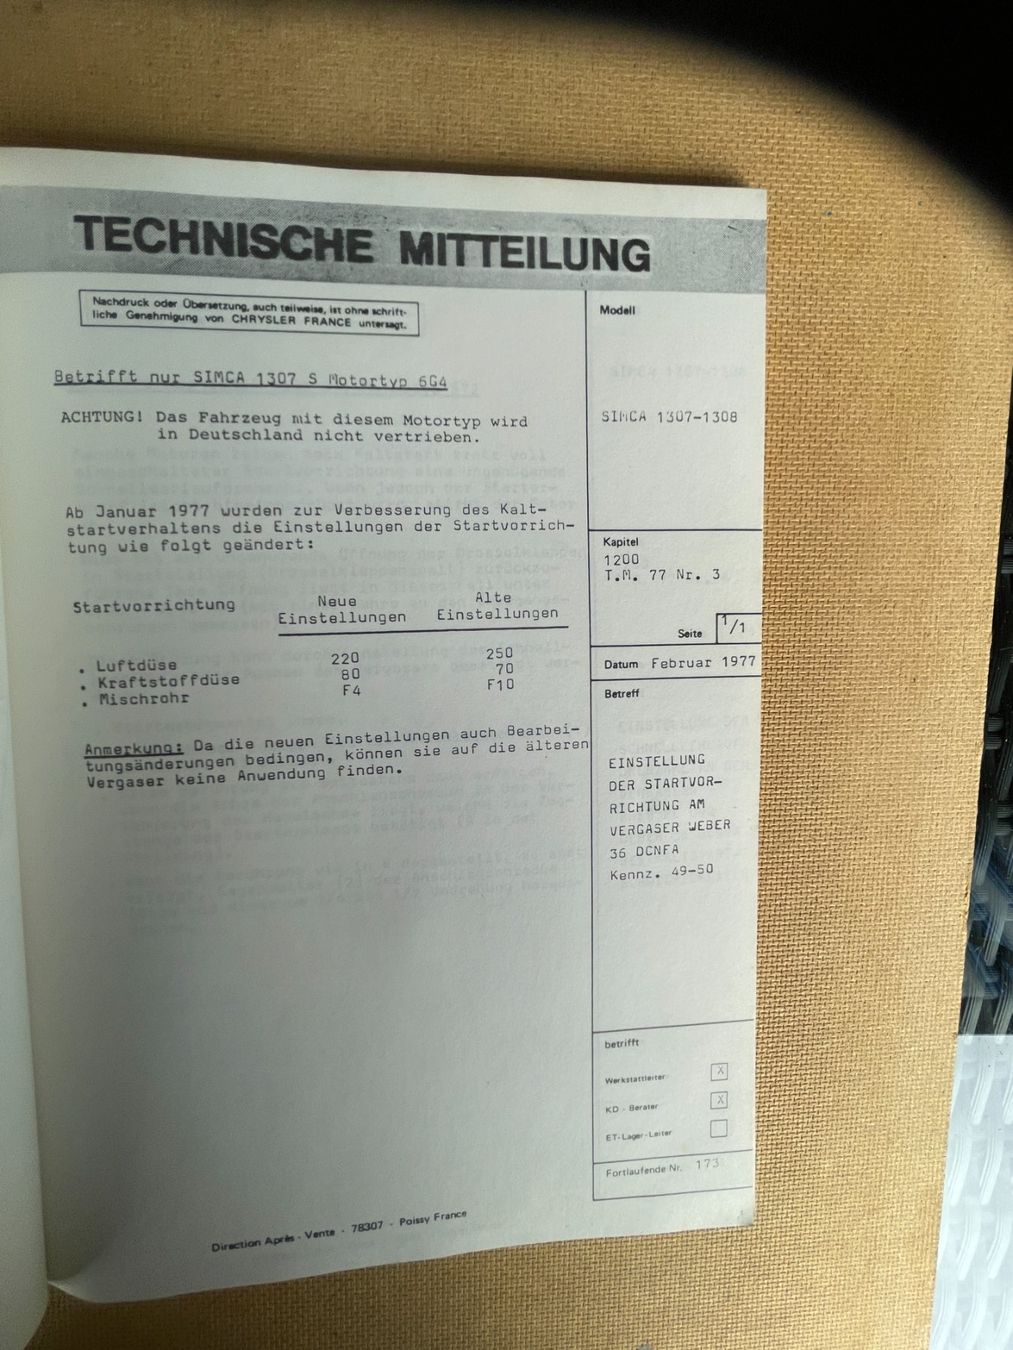 TECHNISCHE MITTEILUNG
Nachdruck oder Übersetzung, auch teilweise, ist ohne schrift-
liche Genehmigung von CHRYSLER FRANCE untersagt.
Betrifft nur SIMCA 1307 S Motortyp 6G4
ACHTUNG! Das Fahrzeug mit diesem Motortyp wird
in Deutschland nicht vertrieben.
Ab Januar 1977 wurden zur Verbesserung des Kalt-
startverhaltens die Einstellungen der Startvorrich-
tung wie folgt geändert:
Startvorrichtung Neue Einstellungen Alte Einstellungen
. Luftdüse 220 250
. Kraftstoffdüse 80 70
. Mischrohr F4 F10
Anmerkung: Da die neuen Einstellungen auch Bearbei-
tungsänderungen bedingen, können sie auf die älteren
Vergaser keine Anwendung finden.
Modell
SIMCA 1307-1308
Kapitel
1200
T.M. 77 Nr. 3
Seite 1/1
Datum Februar 1977
Betreff
EINSTELLUNG
DER STARTVOR-
RICHTUNG AM
VERGASER WEBER
36 DCNFA
Kennz. 49-50
betrifft
Werkstattleiter X
KD - Berater X
ET-Lager-Leiter
Fortlaufende Nr. 173
Direction Après - Vente - 78307 - Poissy France